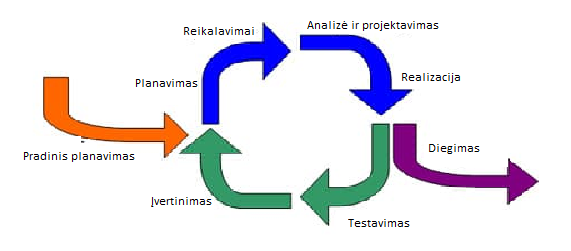 Analizė ir projektavimas
Reikalavimai
Realizacija
Planavimas
Diegimas
Pradinis planavimas
Įvertinimas
Testavimas